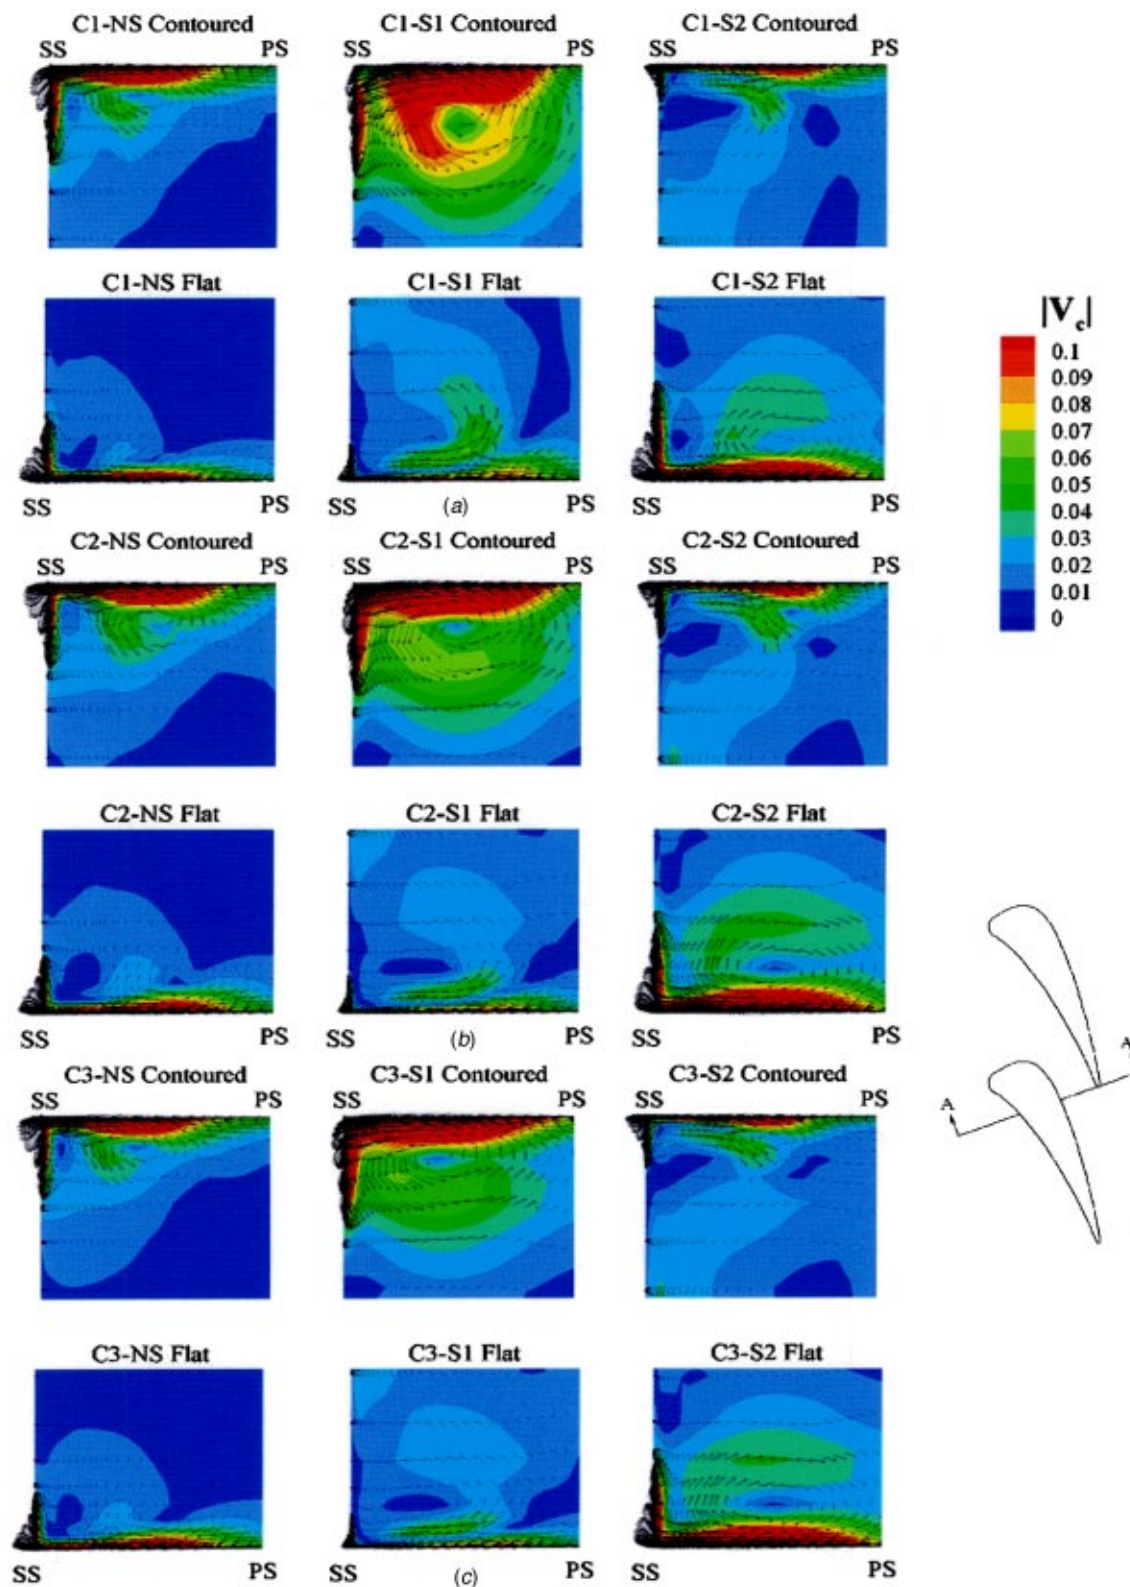 C1-NS Contoured C1-S1 Contoured C1-S2 Contoured
SS PS SS PS SS PS
C1-NS Flat C1-S1 Flat C1-S2 Flat
|Vc|
0.1
0.09
0.08
0.07
0.06
0.05
0.04
0.03
0.02
0.01
0
SS PS SS (a) PS SS PS
C2-NS Contoured C2-S1 Contoured C2-S2 Contoured
SS PS SS PS SS PS
C2-NS Flat C2-S1 Flat C2-S2 Flat
SS PS SS (b) PS SS PS
C3-NS Contoured C3-S1 Contoured C3-S2 Contoured
SS PS SS PS SS PS
A
A
C3-NS Flat C3-S1 Flat C3-S2 Flat
SS PS SS (c) PS SS PS